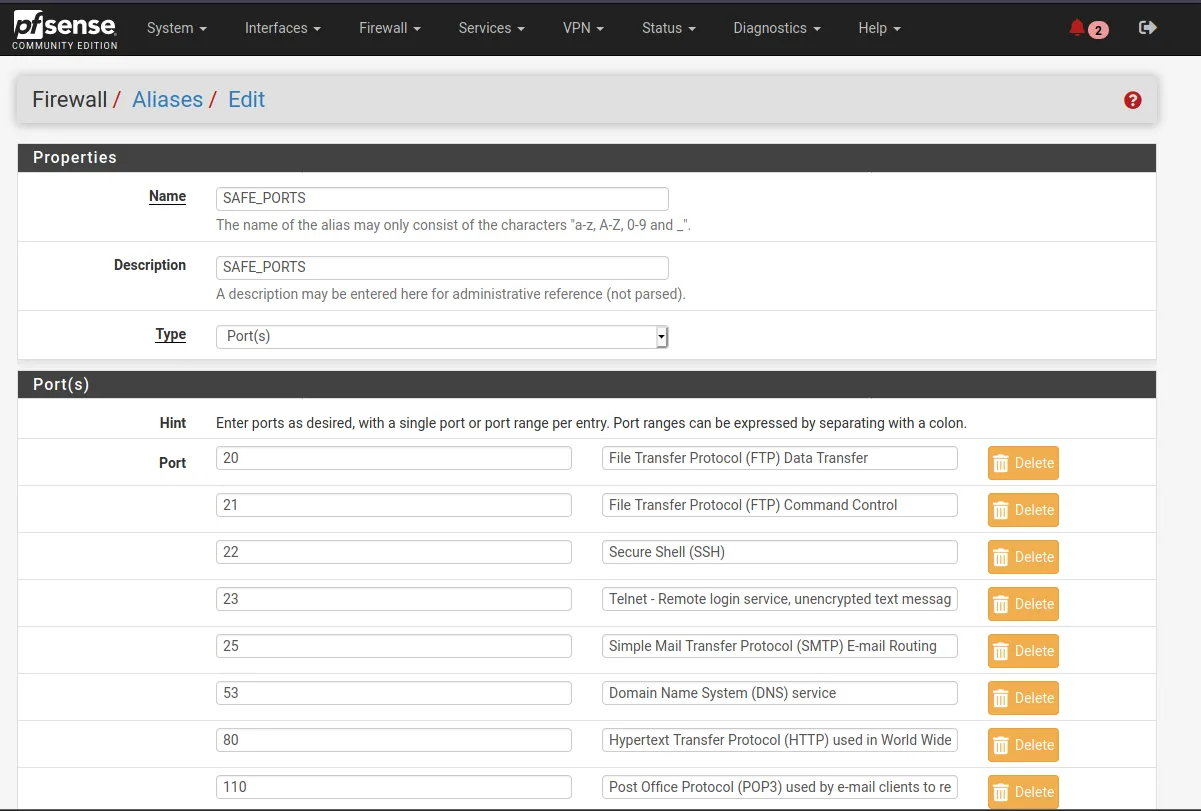 pfsense
COMMUNITY EDITION
System Interfaces Firewall Services VPN Status Diagnostics Help 2
Firewall / Aliases / Edit ?
Properties
Name SAFE_PORTS
The name of the alias may only consist of the characters "a-z, A-Z, 0-9 and _".
Description SAFE_PORTS
A description may be entered here for administrative reference (not parsed).
Type Port(s)
Port(s)
Hint Enter ports as desired, with a single port or port range per entry. Port ranges can be expressed by separating with a colon.
Port 20 File Transfer Protocol (FTP) Data Transfer Delete
21 File Transfer Protocol (FTP) Command Control Delete
22 Secure Shell (SSH) Delete
23 Telnet - Remote login service, unencrypted text messag Delete
25 Simple Mail Transfer Protocol (SMTP) E-mail Routing Delete
53 Domain Name System (DNS) service Delete
80 Hypertext Transfer Protocol (HTTP) used in World Wide Delete
110 Post Office Protocol (POP3) used by e-mail clients to re Delete